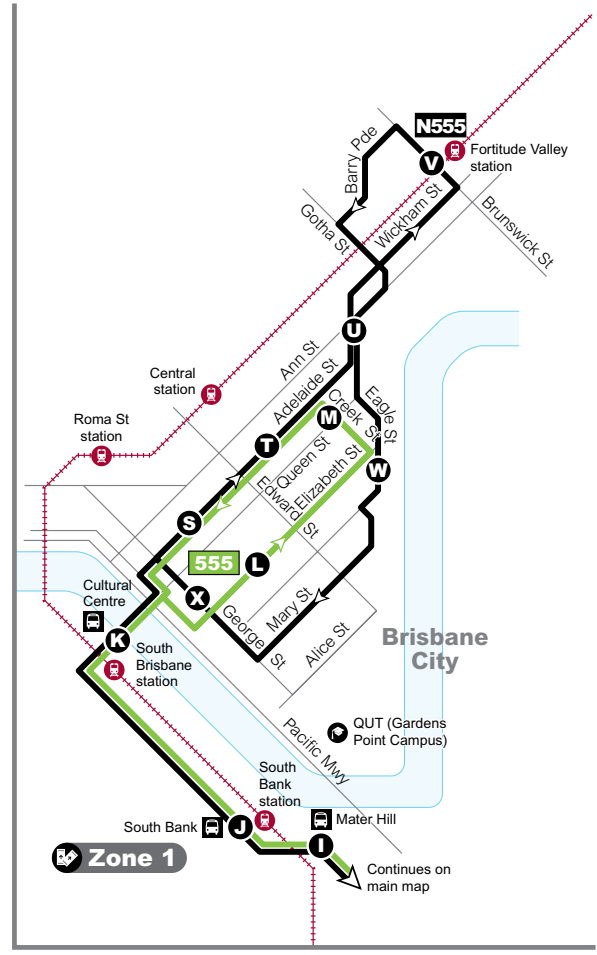 N555
Fortitude Valley
station
V
Barry Pde
Wickham St
Gotha St
Brunswick St
U
Ann St
Central
station
Adelaide St
Eagle St
Roma St
station
Creek St
M
T
Queen St
Elizabeth St
W
Edward St
S
555
L
Cultural
Centre
X
George St
Mary St
Alice St
K
South
Brisbane
station
Brisbane
City
QUT (Gardens
Point Campus)
Pacific Mwy
South
Bank
station
South Bank
J
Mater Hill
I
Zone 1
Continues on
main map